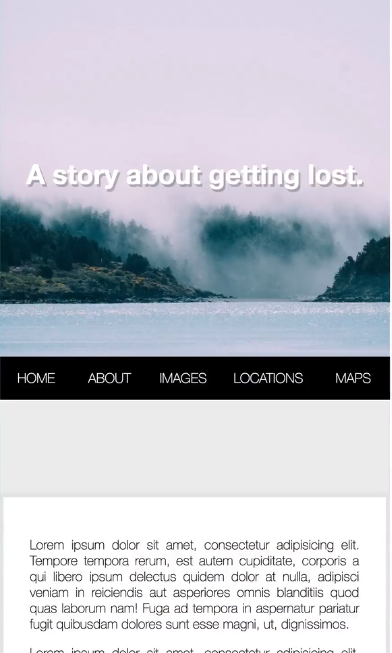 A story about getting lost.
HOME ABOUT IMAGES LOCATIONS MAPS
Lorem ipsum dolor sit amet, consectetur adipisicing elit.
Tempore tempora rerum, est autem cupiditate, corporis a
qui libero ipsum delectus quidem dolor at nulla, adipisci
veniam in reiciendis aut asperiores omnis blanditiis quod
quas laborum nam! Fuga ad tempora in aspernatur pariatur
fugit quibusdam dolores sunt esse magni, ut, dignissimos.
Lorem ipsum dolor sit amet, consectetur adipisicing elit.